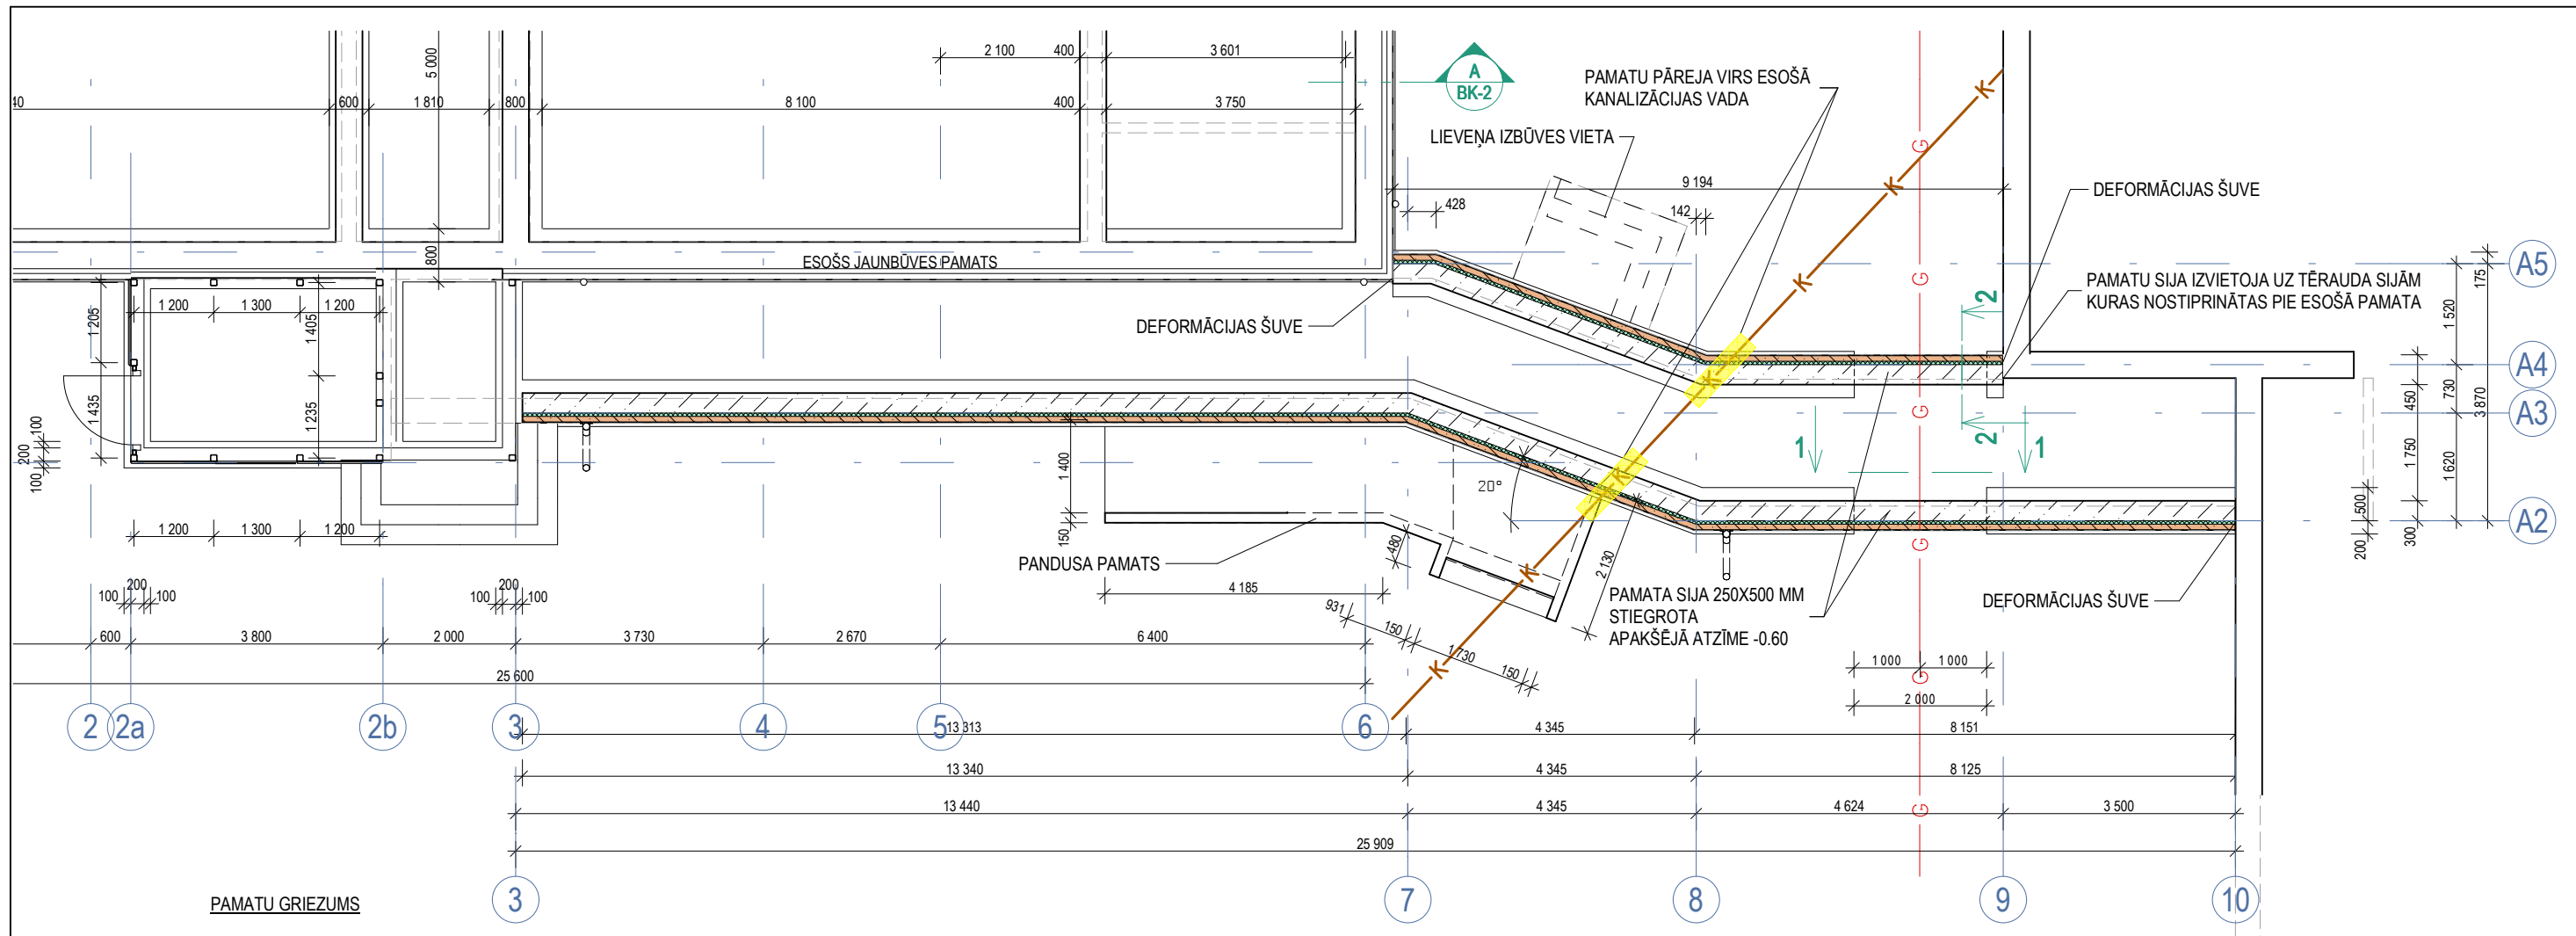 2 100
400
3 601
5 000
A
BK-2
PAMATU PĀREJA VIRS ESOŠĀ
KANALIZĀCIJAS VADA
K
40
600
1 810
800
8 100
400
3 750
LIEVEŅA IZBŪVES VIETA
G
K
9 194
DEFORMĀCIJAS ŠUVE
428
142
ESOŠS JAUNBŪVES PAMATS
800
G
K
A5
175
PAMATU SIJA IZVIETOJA UZ TĒRAUDA SIJĀM
KURAS NOSTIPRINĀTAS PIE ESOŠĀ PAMATA
2
1 200
1 300
1 200
1 205
1 405
DEFORMĀCIJAS ŠUVE
G
1 520
K
G
A4
730
450
3 870
1 435
1 235
G
A3
100
200
100
1
2
1
1 400
K
K
1 750
1 620
20°
G
500
A2
1 200
1 300
1 200
150
480
G
200
300
PANDUSA PAMATS
K
2 130
200
100
100
200
100
100
4 185
PAMATA SIJA 250X500 MM
STIEGROTA
APAKŠĒJĀ ATZĪME -0.60
DEFORMĀCIJAS ŠUVE
931
150
1 730
150
600
3 800
2 000
3 730
2 670
6 400
K
1 000
1 000
G
25 600
G
2 000
2
2a
2b
3
4
5
6
13 313
4 345
8 151
13 340
4 345
8 125
13 440
4 345
4 624
3 500
G
25 909
PAMATU GRIEZUMS
3
7
8
9
10